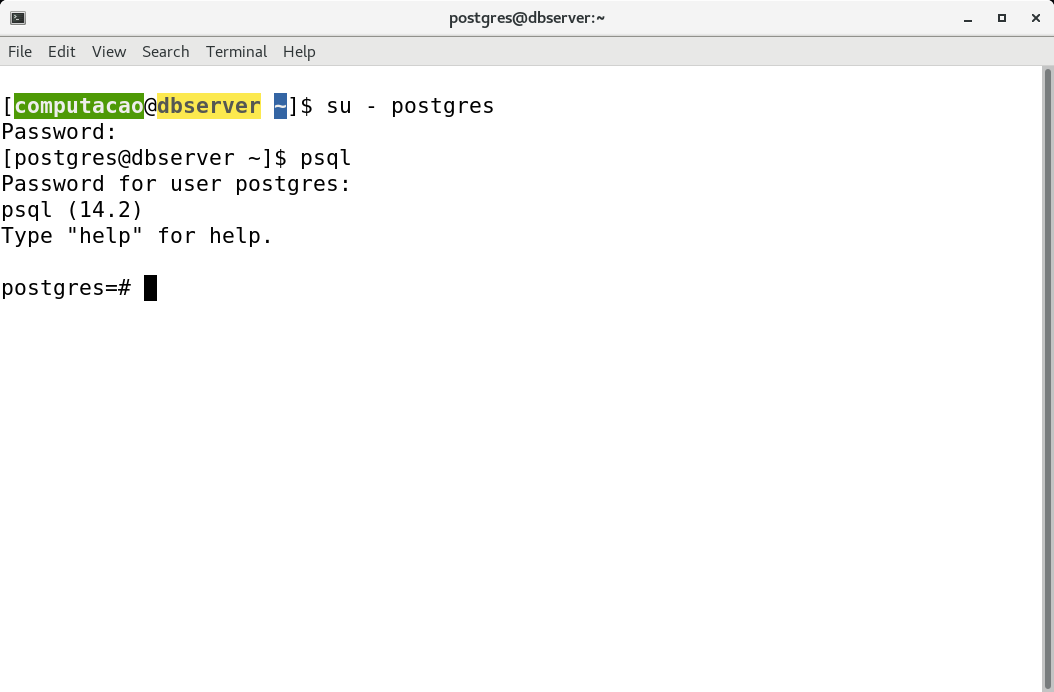 postgres@dbserver:~
File Edit View Search Terminal Help
[computacao@dbserver ~]$ su - postgres
Password:
[postgres@dbserver ~]$ psql
Password for user postgres:
psql (14.2)
Type "help" for help.
postgres=#